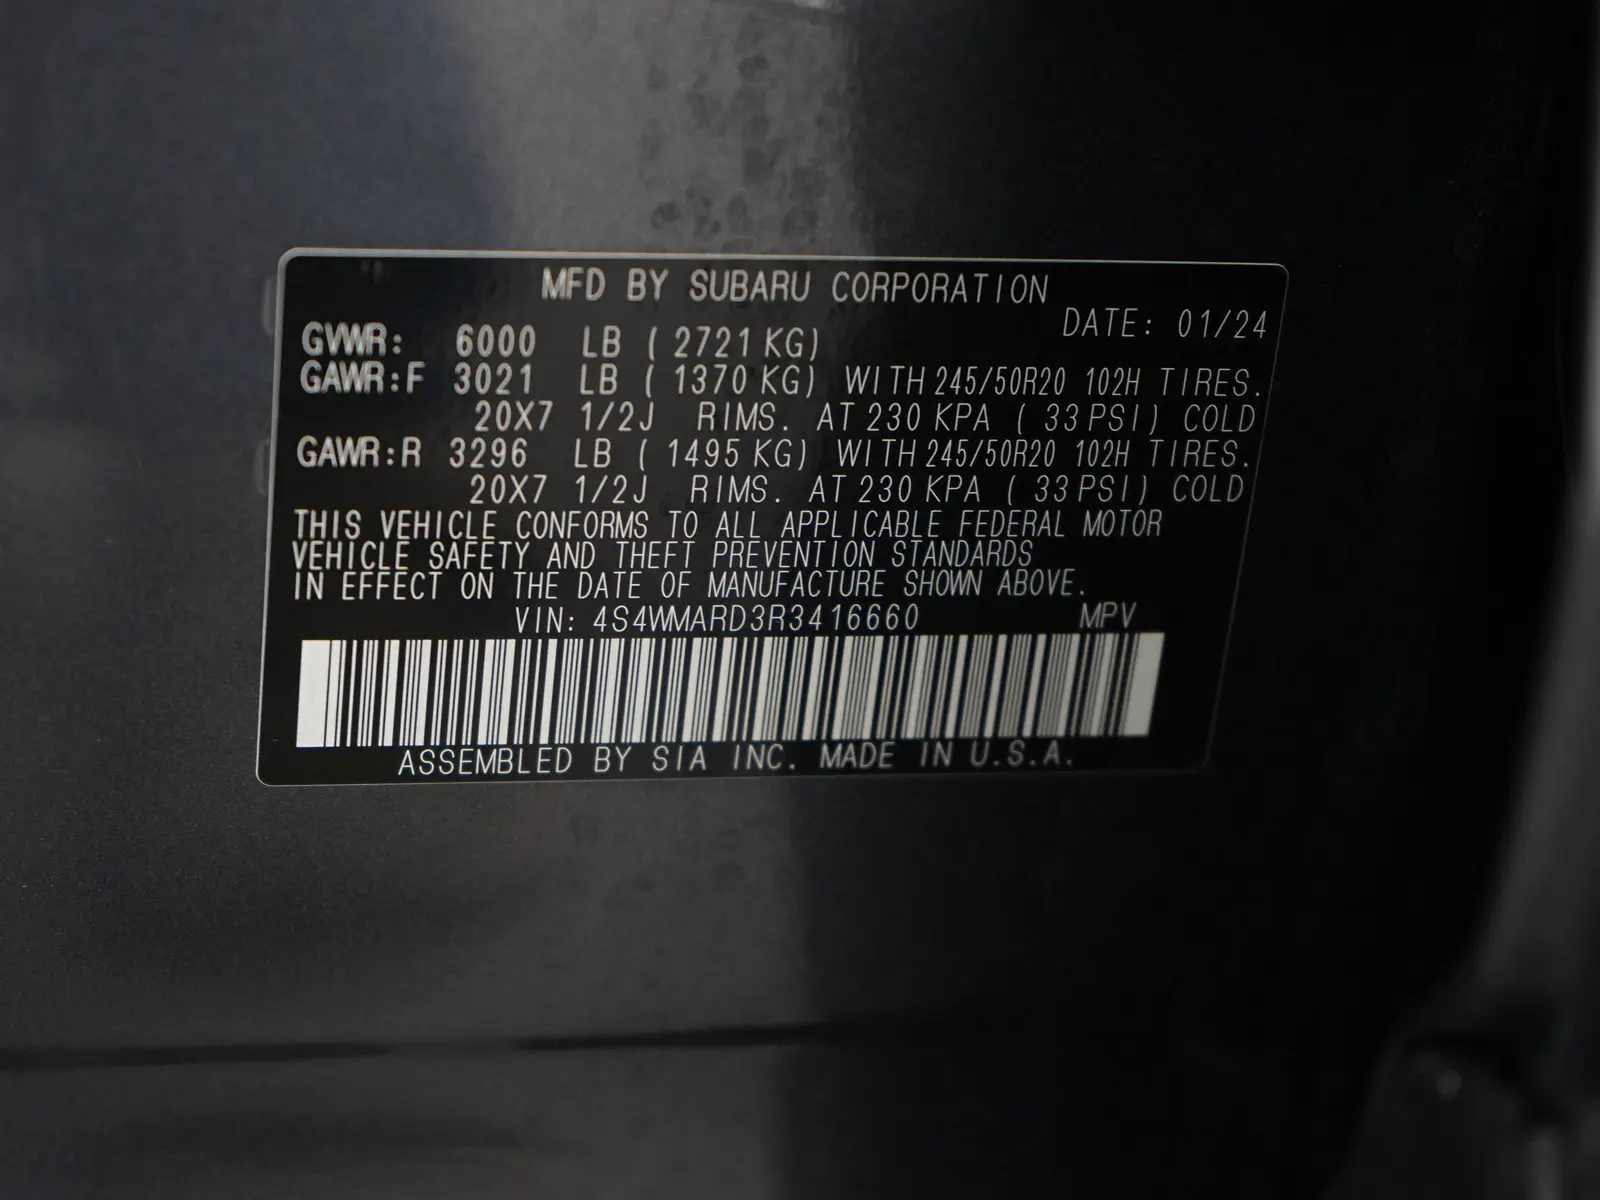 MFD BY SUBARU CORPORATION
DATE: 01/24
GVWR: 6000 LB ( 2721 KG)
GAWR:F 3021 LB ( 1370 KG) WITH 245/50R20 102H TIRES.
20X7 1/2J RIMS. AT 230 KPA ( 33 PSI) COLD
GAWR:R 3296 LB ( 1495 KG) WITH 245/50R20 102H TIRES.
20X7 1/2J RIMS. AT 230 KPA ( 33 PSI) COLD
THIS VEHICLE CONFORMS TO ALL APPLICABLE FEDERAL MOTOR
VEHICLE SAFETY AND THEFT PREVENTION STANDARDS
IN EFFECT ON THE DATE OF MANUFACTURE SHOWN ABOVE.
VIN: 4S4WMARD3R3416660 MPV
ASSEMBLED BY SIA INC. MADE IN U.S.A.